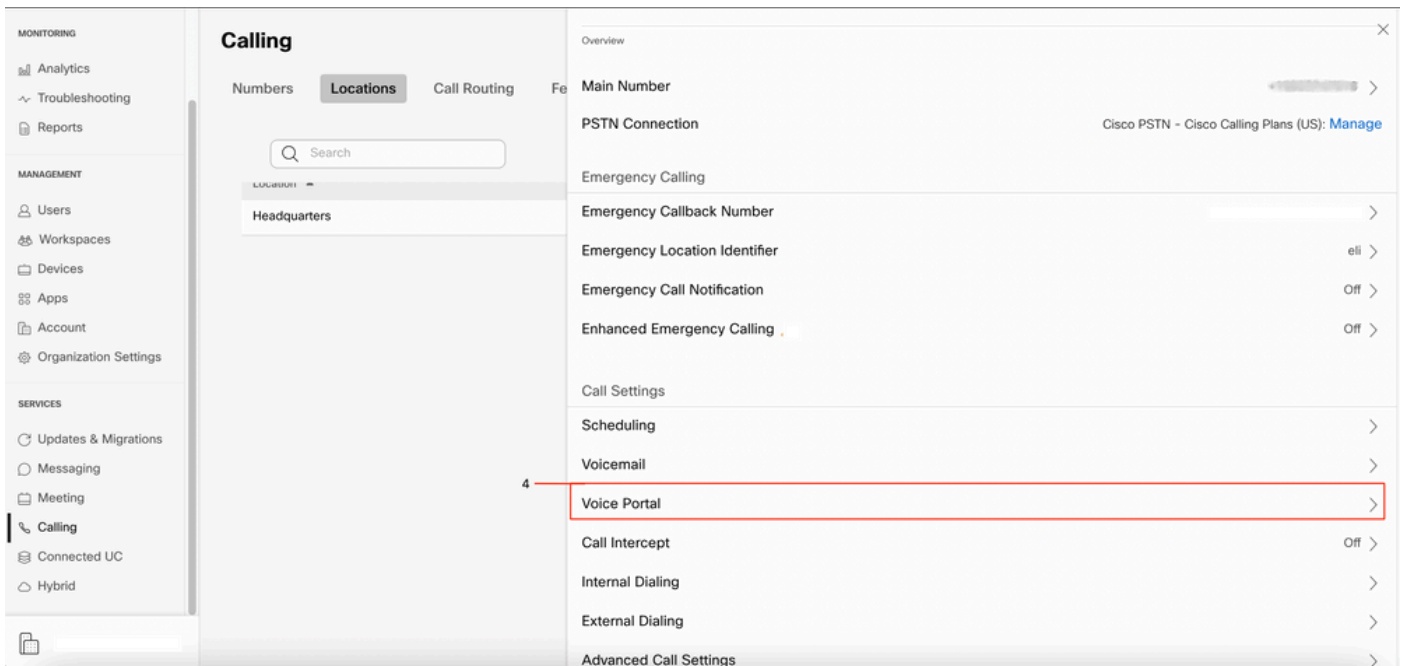 MONITORING
Analytics
Troubleshooting
Reports
MANAGEMENT
Users
Workspaces
Devices
Apps
Account
Organization Settings
SERVICES
Updates & Migrations
Messaging
Meeting
Calling
Connected UC
Hybrid
Calling
Numbers Locations Call Routing Fe
Search
Location
Headquarters
Overview
Main Number
PSTN Connection Cisco PSTN - Cisco Calling Plans (US): Manage
Emergency Calling
Emergency Callback Number
Emergency Location Identifier eli
Emergency Call Notification Off
Enhanced Emergency Calling Off
Call Settings
Scheduling
Voicemail
4
Voice Portal
Call Intercept Off
Internal Dialing
External Dialing
Advanced Call Settings